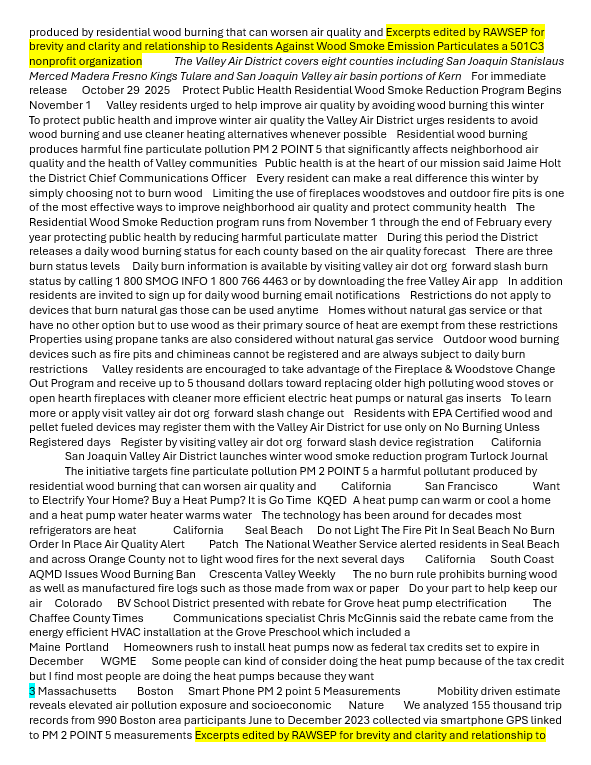 produced by residential wood burning that can worsen air quality and Excerpts edited by RAWSEP for
brevity and clarity and relationship to Residents Against Wood Smoke Emission Particulates a 501C3
nonprofit organization The Valley Air District covers eight counties including San Joaquin Stanislaus
Merced Madera Fresno Kings Tulare and San Joaquin Valley air basin portions of Kern For immediate
release October 29 2025 Protect Public Health Residential Wood Smoke Reduction Program Begins
November 1 Valley residents urged to help improve air quality by avoiding wood burning this winter
To protect public health and improve winter air quality the Valley Air District urges residents to avoid
wood burning and use cleaner heating alternatives whenever possible Residential wood burning
produces harmful fine particulate pollution PM 2 POINT 5 that significantly affects neighborhood air
quality and the health of Valley communities Public health is at the heart of our mission said Jaime Holt
the District Chief Communications Officer Every resident can make a real difference this winter by
simply choosing not to burn wood Limiting the use of fireplaces woodstoves and outdoor fire pits is one
of the most effective ways to improve neighborhood air quality and protect community health The
Residential Wood Smoke Reduction program runs from November 1 through the end of February every
year protecting public health by reducing harmful particulate matter During this period the District
releases a daily wood burning status for each county based on the air quality forecast There are three
burn status levels Daily burn information is available by visiting valley air dot org forward slash burn
status by calling 1 800 SMOG INFO 1 800 766 4463 or by downloading the free Valley Air app In addition
residents are invited to sign up for daily wood burning email notifications Restrictions do not apply to
devices that burn natural gas those can be used anytime Homes without natural gas service or that
have no other option but to use wood as their primary source of heat are exempt from these restrictions
Properties using propane tanks are also considered without natural gas service Outdoor wood burning
devices such as fire pits and chimineas cannot be registered and are always subject to daily burn
restrictions Valley residents are encouraged to take advantage of the Fireplace & Woodstove Change
Out Program and receive up to 5 thousand dollars toward replacing older high polluting wood stoves or
open hearth fireplaces with cleaner more efficient electric heat pumps or natural gas inserts To learn
more or apply visit valley air dot org forward slash change out Residents with EPA Certified wood and
pellet fueled devices may register them with the Valley Air District for use only on No Burning Unless
Registered days Register by visiting valley air dot org forward slash device registration California
San Joaquin Valley Air District launches winter wood smoke reduction program Turlock Journal
The initiative targets fine particulate pollution PM 2 POINT 5 a harmful pollutant produced by
residential wood burning that can worsen air quality and California San Francisco Want
to Electrify Your Home? Buy a Heat Pump? It is Go Time KQED A heat pump can warm or cool a home
and a heat pump water heater warms water The technology has been around for decades most
refrigerators are heat California Seal Beach Do not Light The Fire Pit In Seal Beach No Burn
Order In Place Air Quality Alert Patch The National Weather Service alerted residents in Seal Beach
and across Orange County not to light wood fires for the next several days California South Coast
AQMD Issues Wood Burning Ban Crescenta Valley Weekly The no burn rule prohibits burning wood
as well as manufactured fire logs such as those made from wax or paper Do your part to help keep our
air Colorado BV School District presented with rebate for Grove heat pump electrification The
Chaffee County Times Communications specialist Chris McGinnis said the rebate came from the
energy efficient HVAC installation at the Grove Preschool which included a
Maine Portland Homeowners rush to install heat pumps now as federal tax credits set to expire in
December WGME Some people can kind of consider doing the heat pump because of the tax credit
but I find most people are doing the heat pumps because they want
3 Massachusetts Boston Smart Phone PM 2 point 5 Measurements Mobility driven estimate
reveals elevated air pollution exposure and socioeconomic Nature We analyzed 155 thousand trip
records from 990 Boston area participants June to December 2023 collected via smartphone GPS linked
to PM 2 POINT 5 measurements Excerpts edited by RAWSEP for brevity and clarity and relationship to